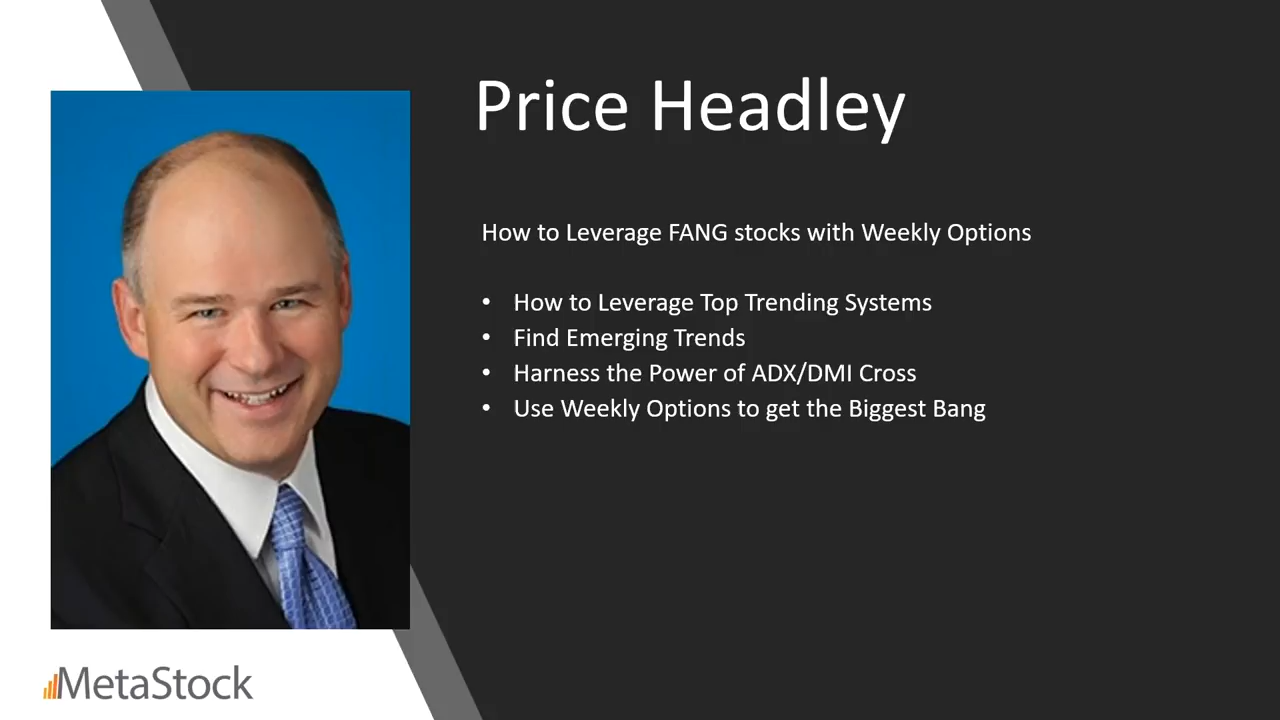 Price Headley
How to Leverage FANG stocks with Weekly Options
• How to Leverage Top Trending Systems
• Find Emerging Trends
• Harness the Power of ADX/DMI Cross
• Use Weekly Options to get the Biggest Bang
MetaStock